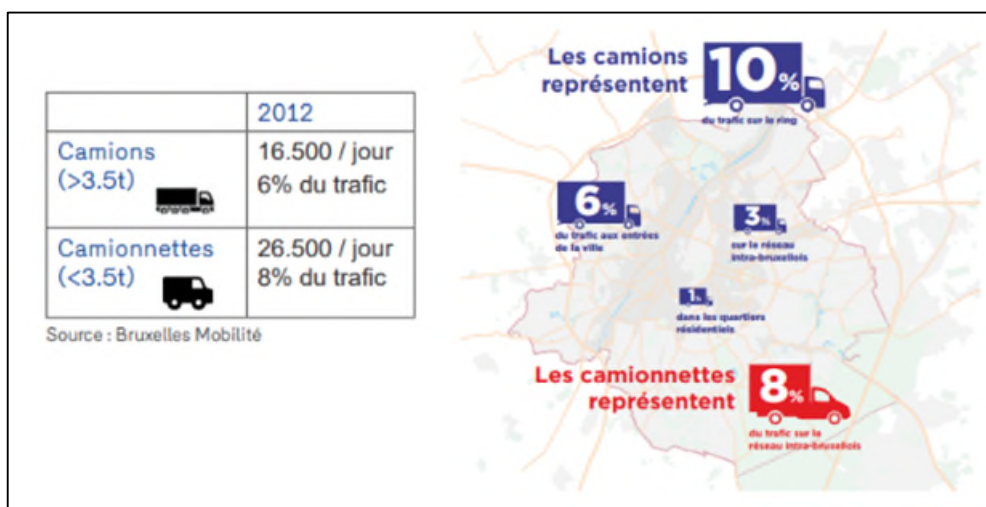 2012
Camions
(>3.5t)
16.500 / jour
6% du trafic
Camionnettes
(<3.5t)
26.500 / jour
8% du trafic
Source : Bruxelles Mobilité
Les camions
représentent
10%
du trafic sur le ring
6%
du trafic aux entrées
de la ville
3%
sur le réseau
intra-bruxellois
1%
dans les quartiers
résidentiels
Les camionnettes
représentent
8%
du trafic sur le
réseau intra-bruxellois